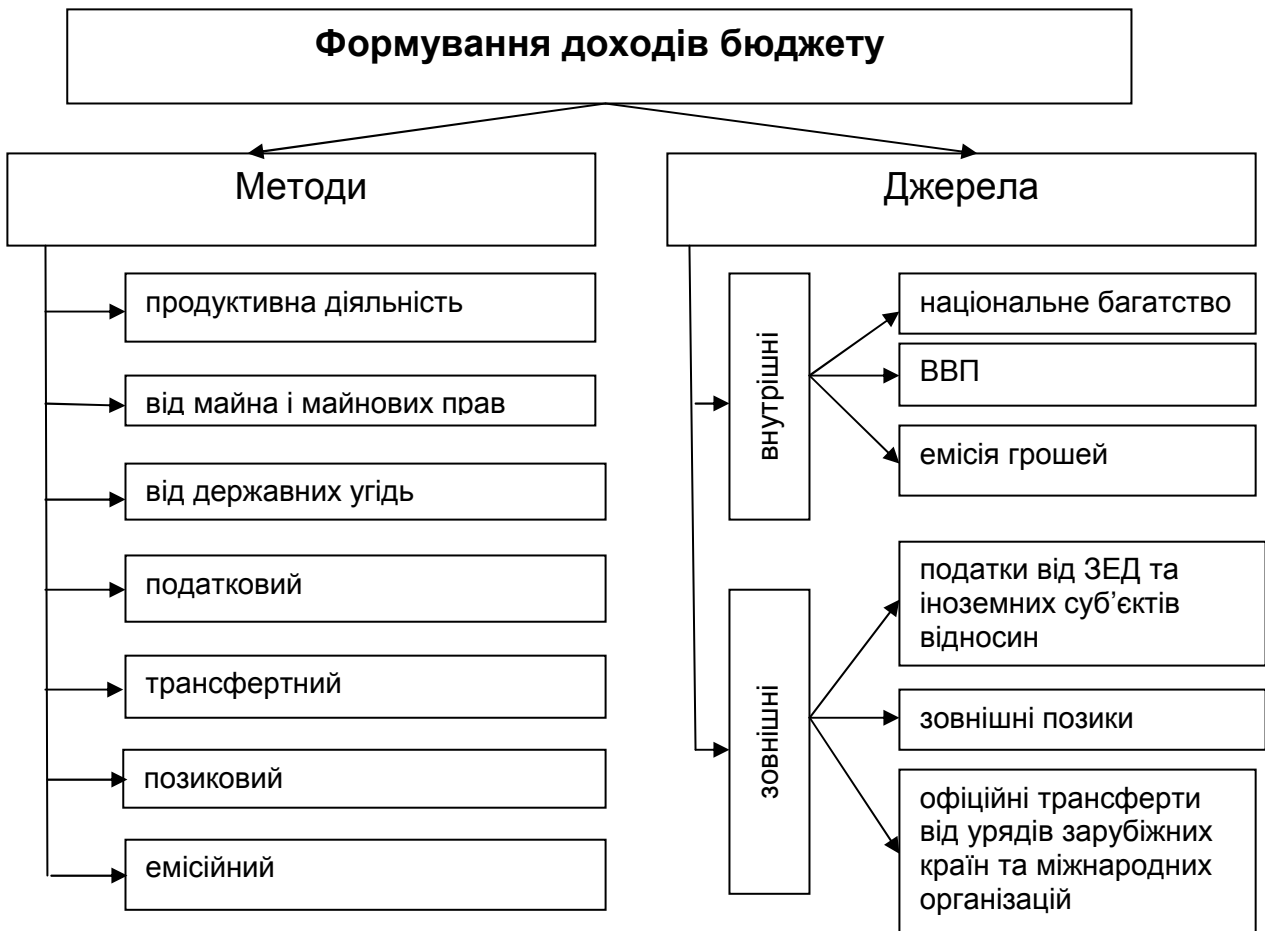 Формування доходів бюджету
Методи
продуктивна діяльність
від майна і майнових прав
від державних угідь
податковий
трансфертний
позиковий
емісійний
Джерела
внутрішні
національне багатство
ВВП
емісія грошей
зовнішні
податки від ЗЕД та
іноземних суб’єктів
відносин
зовнішні позики
офіційні трансферти
від урядів зарубіжних
країн та міжнародних
організацій